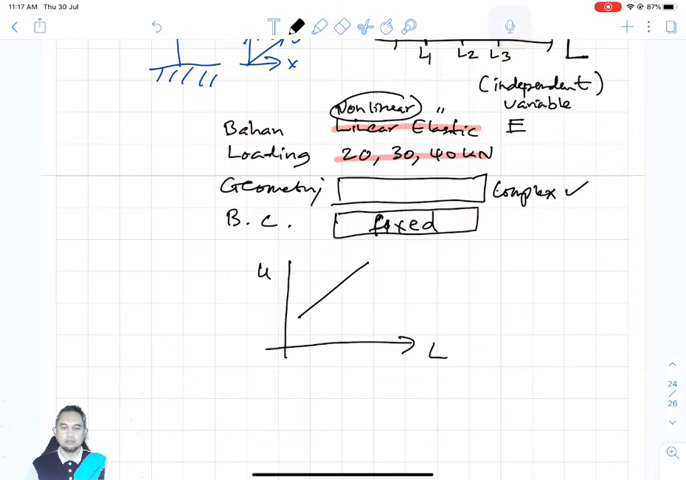 11:17 AM Thu 30 Jul
87%
x
L1 L2 L3
L
(independent)
variable
Nonlinear "
Bahan Linear Elastic E
Loading 20, 30, 40 kN
Geometri Complex ✓
B.C. fixed
u
L
24
/
26